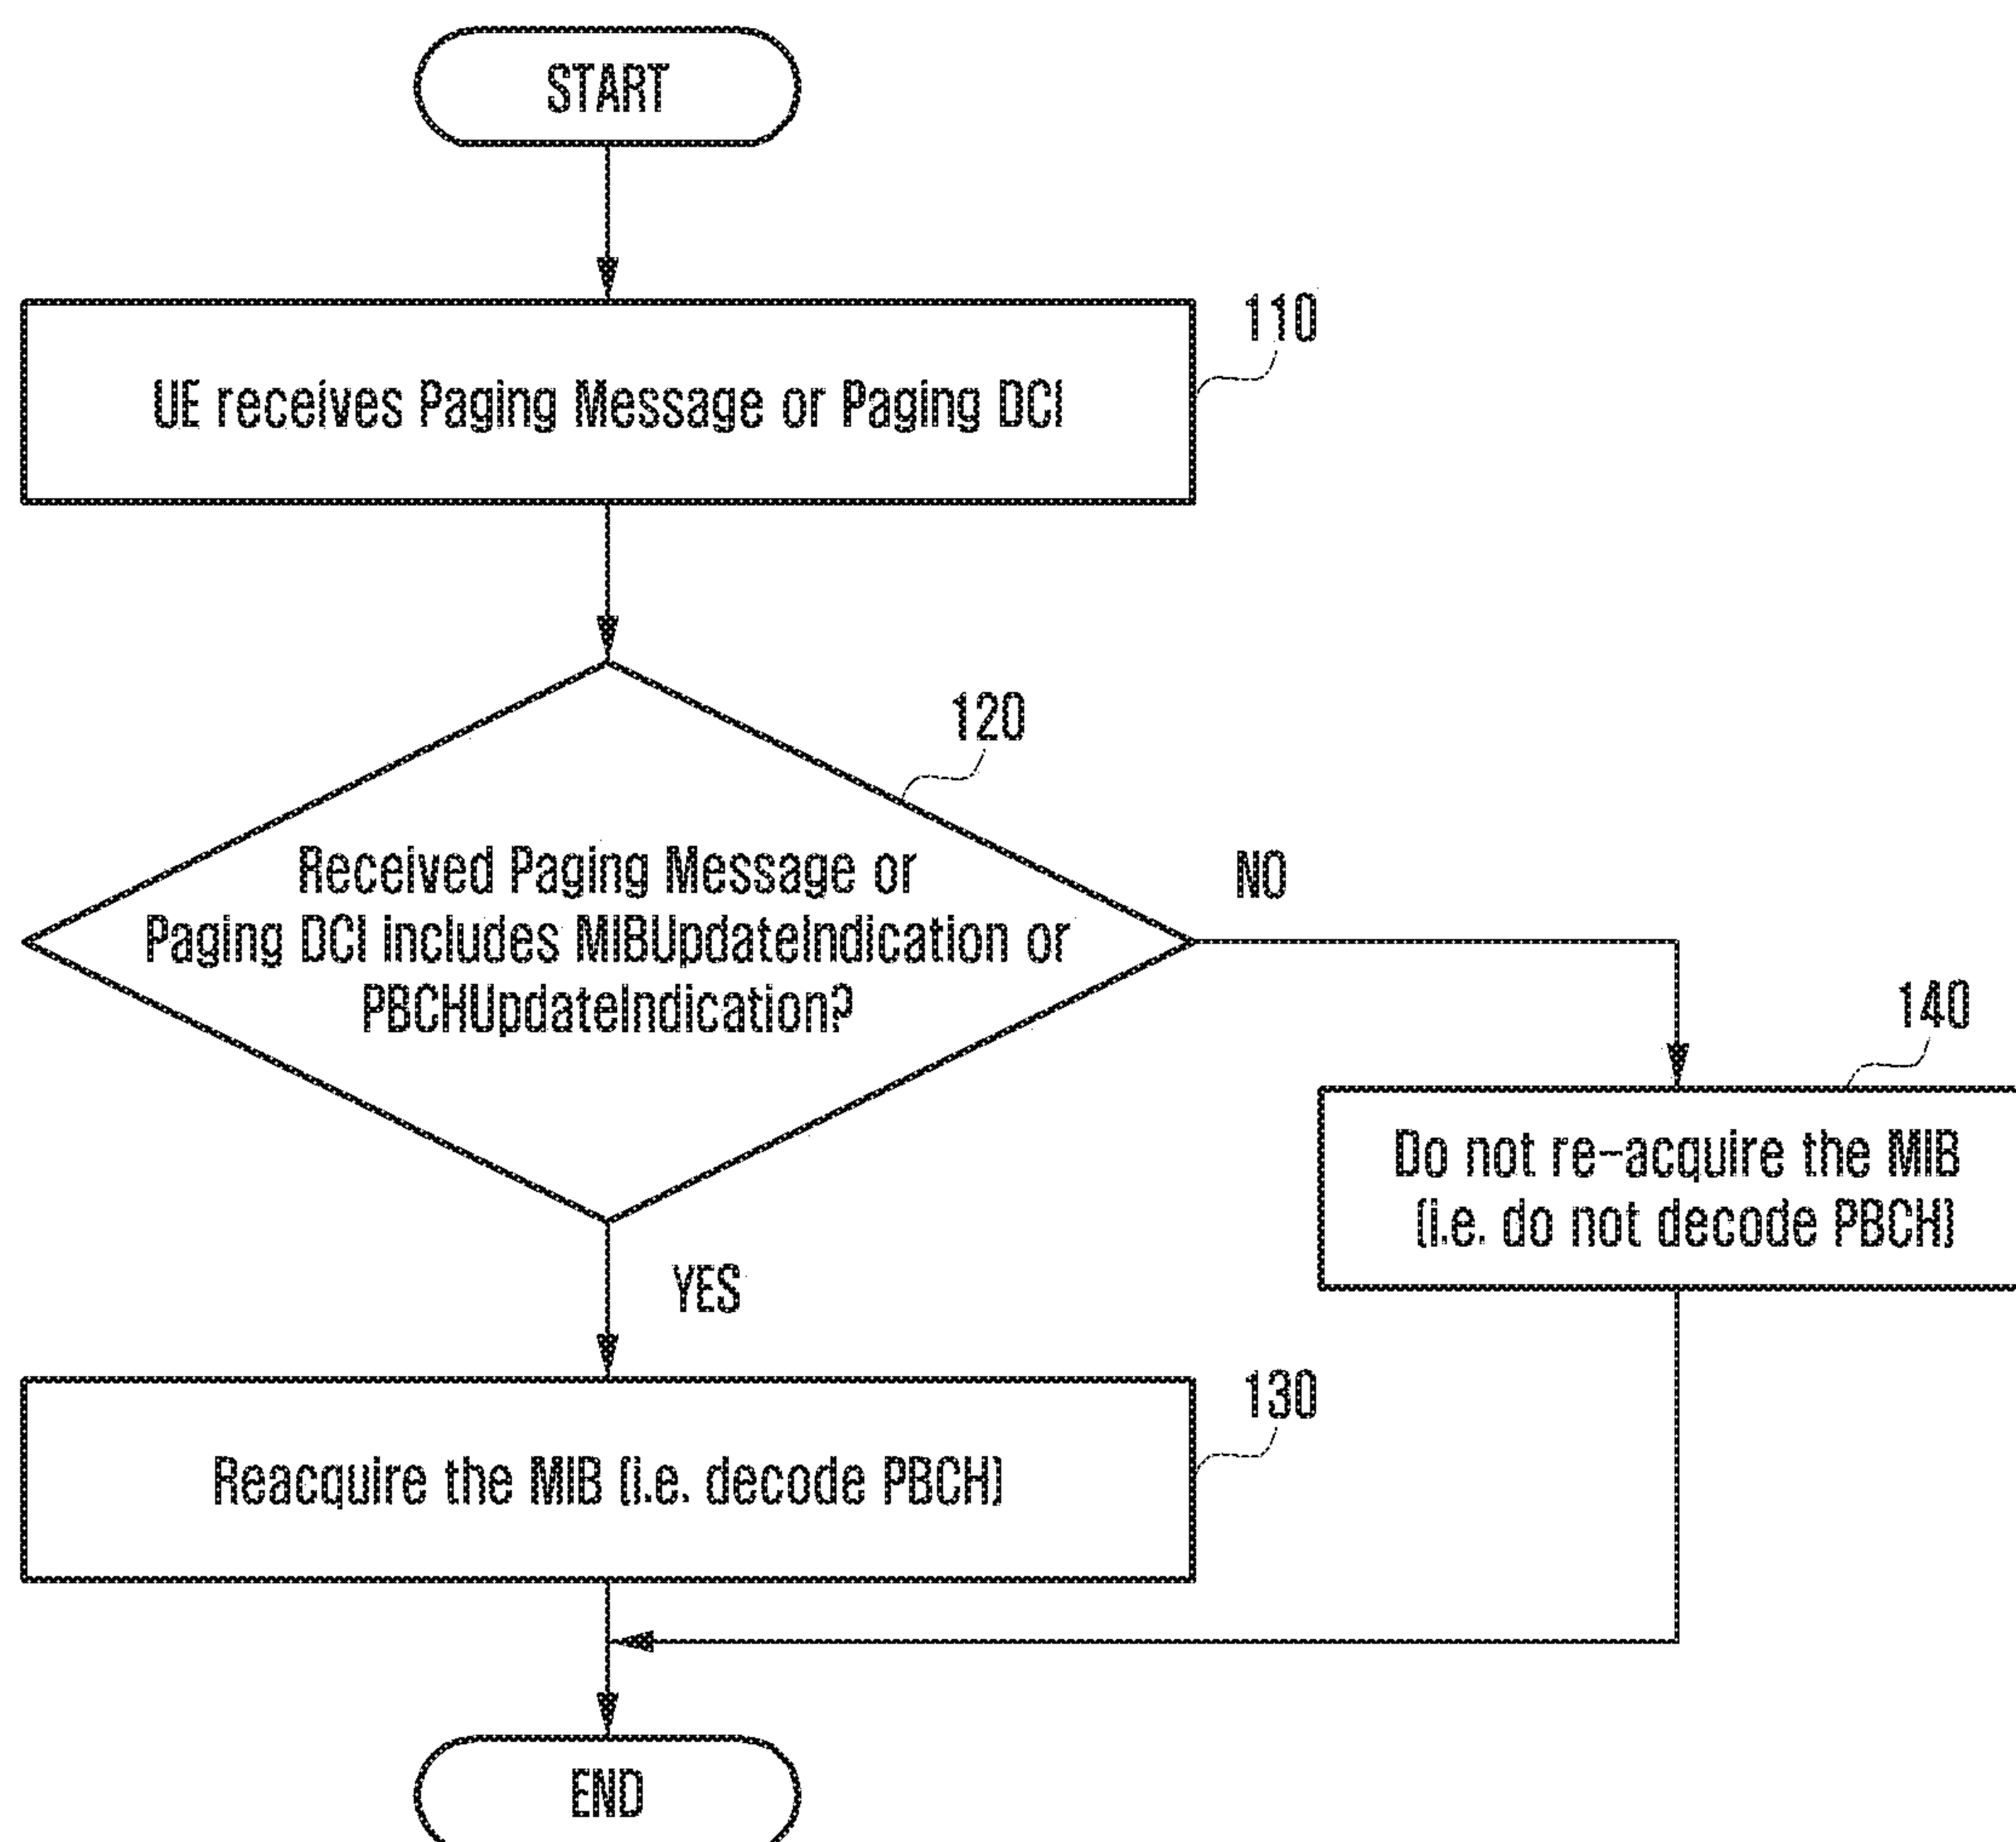 START
110
UE receives Paging Message or Paging DCI
120
Received Paging Message or
Paging DCI includes MIBUpdateIndication or
PBCHUpdateIndication?
NO
140
Do not re-acquire the MIB
(i.e. do not decode PBCH)
YES
130
Reacquire the MIB (i.e. decode PBCH)
END